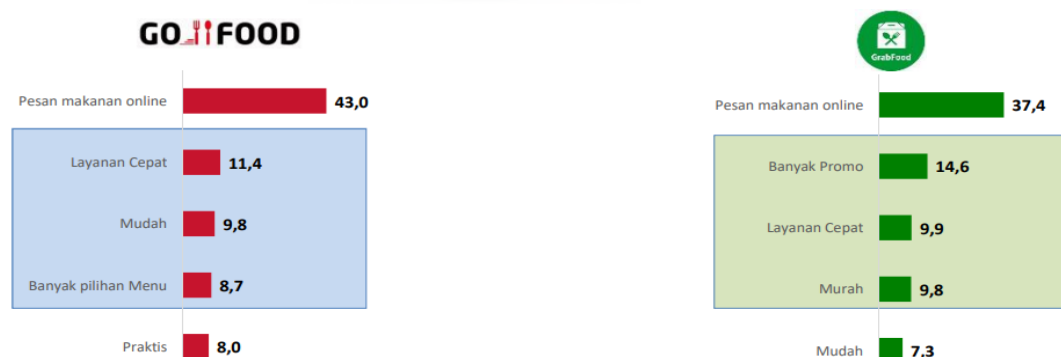 GO FOOD
Pesan makanan online 43,0
Layanan Cepat 11,4
Mudah 9,8
Banyak pilihan Menu 8,7
Praktis 8,0
GrabFood
Pesan makanan online 37,4
Banyak Promo 14,6
Layanan Cepat 9,9
Murah 9,8
Mudah 7,3